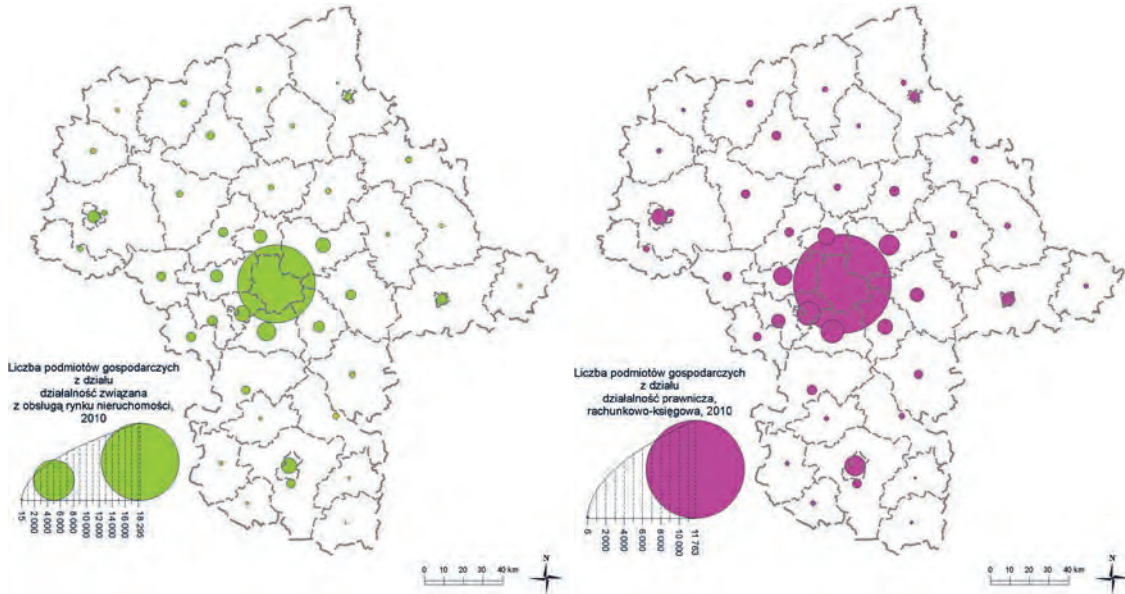 Liczba podmiotów gospodarczych
z działu
działalność związana
z obsługą rynku nieruchomości,
2010
15
2 000
4 000
6 000
8 000
10 000
12 000
14 000
16 000
18 295
N
0 10 20 30 40 km
Liczba podmiotów gospodarczych
z działu
działalność prawnicza,
rachunkowo-księgowa, 2010
6
2 000
4 000
6 000
8 000
10 000
11 763
N
0 10 20 30 40 km